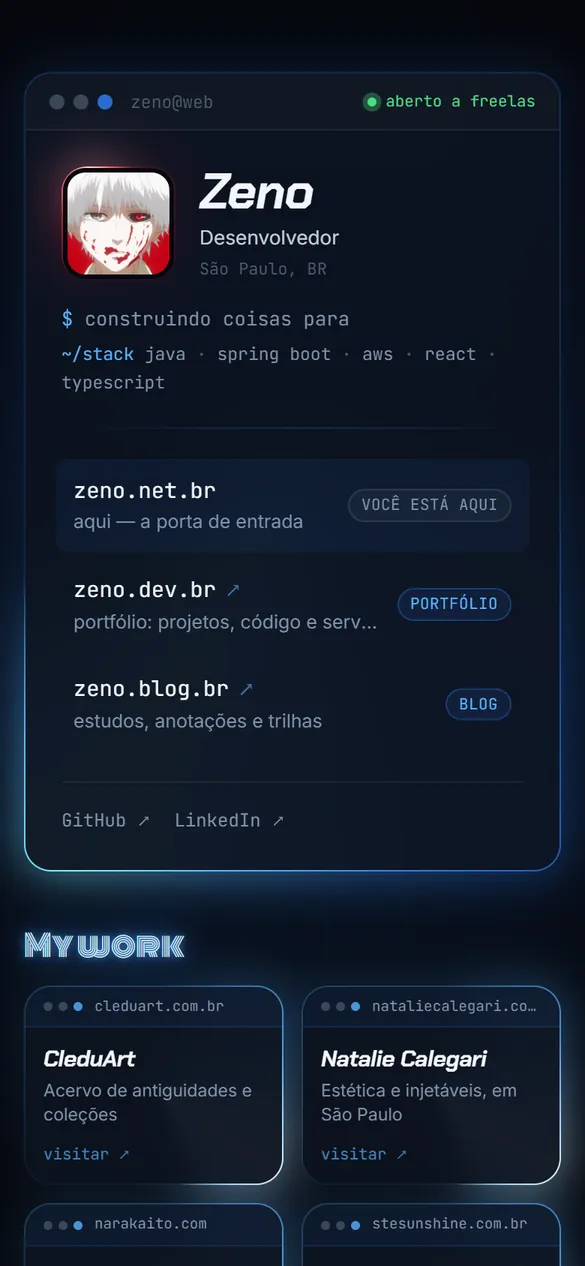 zeno@web
aberto a freelas
Zeno
Desenvolvedor
São Paulo, BR
$ construindo coisas para
~/stack java · spring boot · aws · react ·
typescript
zeno.net.br
aqui — a porta de entrada
VOCÊ ESTÁ AQUI
zeno.dev.br ↗
portfólio: projetos, código e serv...
PORTFÓLIO
zeno.blog.br ↗
estudos, anotações e trilhas
BLOG
GitHub ↗ LinkedIn ↗
My work
cleduart.com.br
CleduArt
Acervo de antiguidades e
coleções
visitar ↗
nataliecalegari.co…
Natalie Calegari
Estética e injetáveis, em
São Paulo
visitar ↗
narakaito.com
stesunshine.com.br